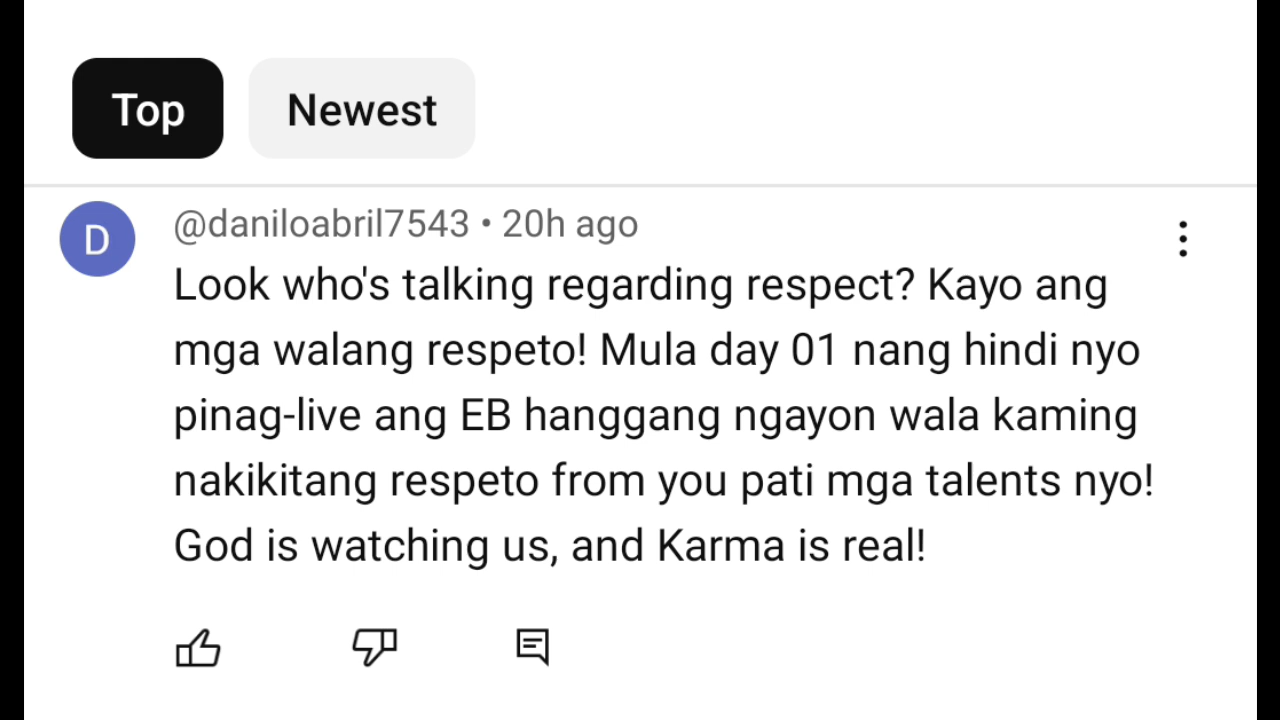 Top
Newest
D
@daniloabril7543 • 20h ago
Look who's talking regarding respect? Kayo ang
mga walang respeto! Mula day 01 nang hindi nyo
pinag-live ang EB hanggang ngayon wala kaming
nakikitang respeto from you pati mga talents nyo!
God is watching us, and Karma is real!